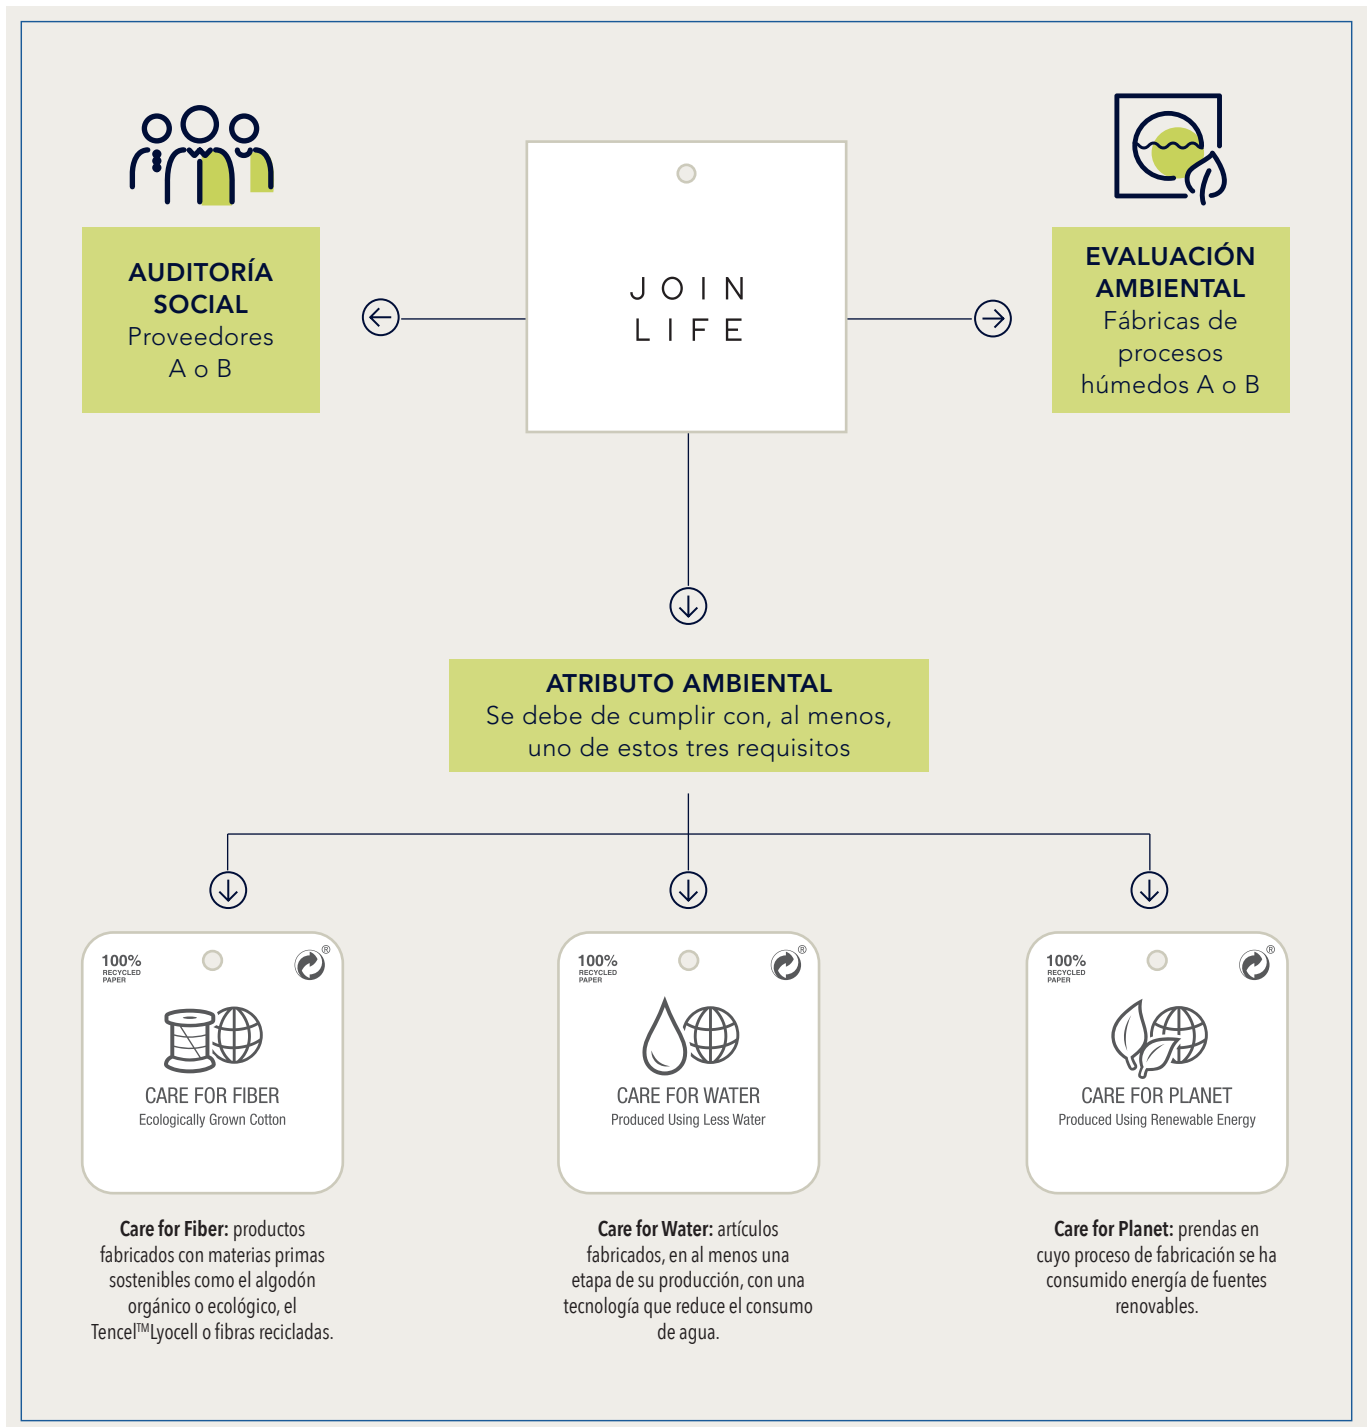 AUDITORÍA
SOCIAL
Proveedores
A o B
JOIN
LIFE
EVALUACIÓN
AMBIENTAL
Fábricas de
procesos
húmedos A o B
ATRIBUTO AMBIENTAL
Se debe de cumplir con, al menos,
uno de estos tres requisitos
100%
RECYCLED
PAPER
®
CARE FOR FIBER
Ecologically Grown Cotton
100%
RECYCLED
PAPER
®
CARE FOR WATER
Produced Using Less Water
100%
RECYCLED
PAPER
®
CARE FOR PLANET
Produced Using Renewable Energy
Care for Fiber: productos
fabricados con materias primas
sostenibles como el algodón
orgánico o ecológico, el
Tencel™Lyocell o fibras recicladas.
Care for Water: artículos
fabricados, en al menos una
etapa de su producción, con una
tecnología que reduce el consumo
de agua.
Care for Planet: prendas en
cuyo proceso de fabricación se ha
consumido energía de fuentes
renovables.